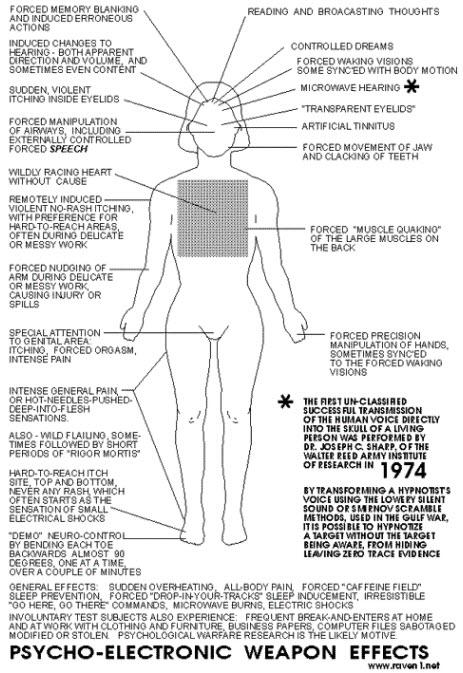 FORCED MEMORY BLANKING
AND INDUCED ERRONEOUS
ACTIONS
INDUCED CHANGES TO
HEARING - BOTH APPARENT
DIRECTION AND VOLUME, AND
SOMETIMES EVEN CONTENT
SUDDEN, VIOLENT
ITCHING INSIDE EYELIDS
FORCED MANIPULATION
OF AIRWAYS, INCLUDING
EXTERNALLY CONTROLLED
FORCED SPEECH
WILDLY RACING HEART
WITHOUT CAUSE
REMOTELY INDUCED
VIOLENT NO-RASH ITCHING,
WITH PREFERENCE FOR
HARD-TO-REACH AREAS,
OFTEN DURING DELICATE
OR MESSY WORK
FORCED NUDGING OF
ARM DURING DELICATE
OR MESSY WORK,
CAUSING INJURY OR
SPILLS
SPECIAL ATTENTION
TO GENITAL AREA:
ITCHING, FORCED ORGASM,
INTENSE PAIN
INTENSE GENERAL PAIN,
OR HOT-NEEDLES-PUSHED-
DEEP-INTO-FLESH
SENSATIONS.
ALSO - WILD FLAILING, SOME-
TIMES FOLLOWED BY SHORT
PERIODS OF "RIGOR MORTIS"
HARD-TO-REACH ITCH
SITE, TOP AND BOTTOM,
NEVER ANY RASH, WHICH
OFTEN STARTS AS THE
SENSATION OF SMALL
ELECTRICAL SHOCKS
"DEMO" NEURO-CONTROL
BY BENDING EACH TOE
BACKWARDS ALMOST 90
DEGREES, ONE AT A TIME,
OVER A COUPLE OF MINUTES
READING AND BROACASTING THOUGHTS
CONTROLLED DREAMS
FORCED WAKING VISIONS
SOME SYNC'ED WITH BODY MOTION
MICROWAVE HEARING *
"TRANSPARENT EYELIDS"
ARTIFICIAL TINNITUS
FORCED MOVEMENT OF JAW
AND CLACKING OF TEETH
FORCED "MUSCLE QUAKING"
OF THE LARGE MUSCLES ON
THE BACK
FORCED PRECISION
MANIPULATION OF HANDS,
SOMETIMES SYNC'ED
TO THE FORCED WAKING
VISIONS
* THE FIRST UN-CLASSIFIED
SUCCESSFUL TRANSMISSION
OF THE HUMAN VOICE DIRECTLY
INTO THE SKULL OF A LIVING
PERSON WAS PERFORMED BY
DR. JOSEPH C. SHARP, OF THE
WALTER REED ARMY INSTITUTE
OF RESEARCH IN 1974
BY TRANSFORMING A HYPNOTIST'S
VOICE USING THE LOWERY SILENT
SOUND OR SMIRNOV SCRAMBLE
METHODS, USED IN THE GULF WAR,
IT IS POSSIBLE TO HYPNOTIZE
A TARGET WITHOUT THE TARGET
BEING AWARE, FROM HIDING
LEAVING ZERO TRACE EVIDENCE
GENERAL EFFECTS: SUDDEN OVERHEATING, ALL-BODY PAIN, FORCED "CAFFEINE FIELD"
SLEEP PREVENTION, FORCED "DROP-IN-YOUR-TRACKS" SLEEP INDUCEMENT, IRRESISTIBLE
"GO HERE, GO THERE" COMMANDS, MICROWAVE BURNS, ELECTRIC SHOCKS
INVOLUNTARY TEST SUBJECTS ALSO EXPERIENCE: FREQUENT BREAK-AND-ENTERS AT HOME
AND AT WORK WITH CLOTHING AND FURNITURE, BUSINESS PAPERS, COMPUTER FILES SABOTAGED
MODIFIED OR STOLEN. PSYCHOLOGICAL WARFARE RESEARCH IS THE LIKELY MOTIVE.
PSYCHO-ELECTRONIC WEAPON EFFECTS
www.raven1.net